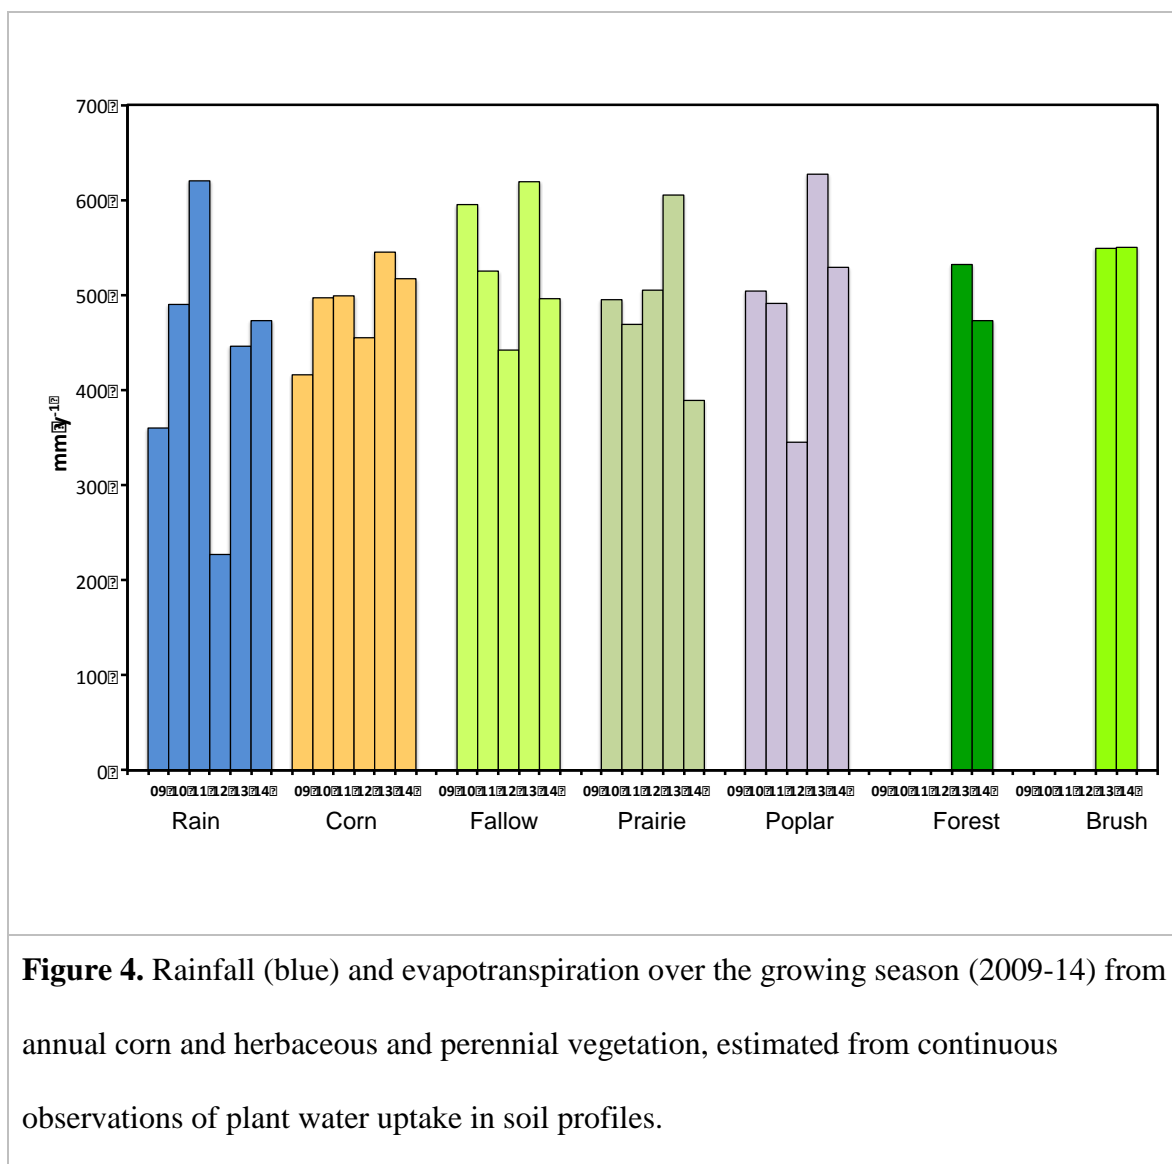 700
600
500
400
300
200
100
0
mm y-1
09 10 11 12 13 14 09 10 11 12 13 14 09 10 11 12 13 14 09 10 11 12 13 14 09 10 11 12 13 14 09 10 11 12 13 14 09 10 11 12 13 14
Rain Corn Fallow Prairie Poplar Forest Brush
Figure 4. Rainfall (blue) and evapotranspiration over the growing season (2009-14) from
annual corn and herbaceous and perennial vegetation, estimated from continuous
observations of plant water uptake in soil profiles.